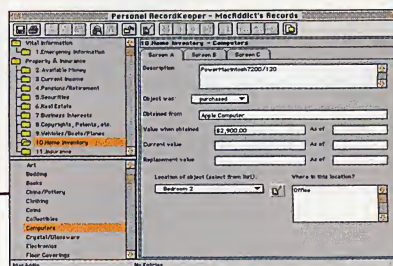 Personal RecordKeeper - MacAddict's Records
Vital Information
1.Emergency Information
Property & Insurance
2.Available Money
3.Current Income
4.Pensions/Retirement
5.Securities
6.Real Estate
7.Business Interests
8.Copyrights, Patents, etc.
9.Vehicles/Boats/Planes
10.Home Inventory
11.Insurance
Art
Bedding
Books
China/Pottery
Clothing
Coins
Collectibles
Computers
Crystal/Glassware
Electronics
Floor Coverings
10.Home Inventory - Computers
Screen A
Screen B
Screen C
Description
PowerMacintosh7200/120
Object was
purchased
Obtained from
Apple Computer
Value when obtained
$2,900.00
As of
Current value
As of
Replacement value
As of
Location of object (select from list):
Where in this location?
Bedroom 2
Office
MacAddict
No Entries